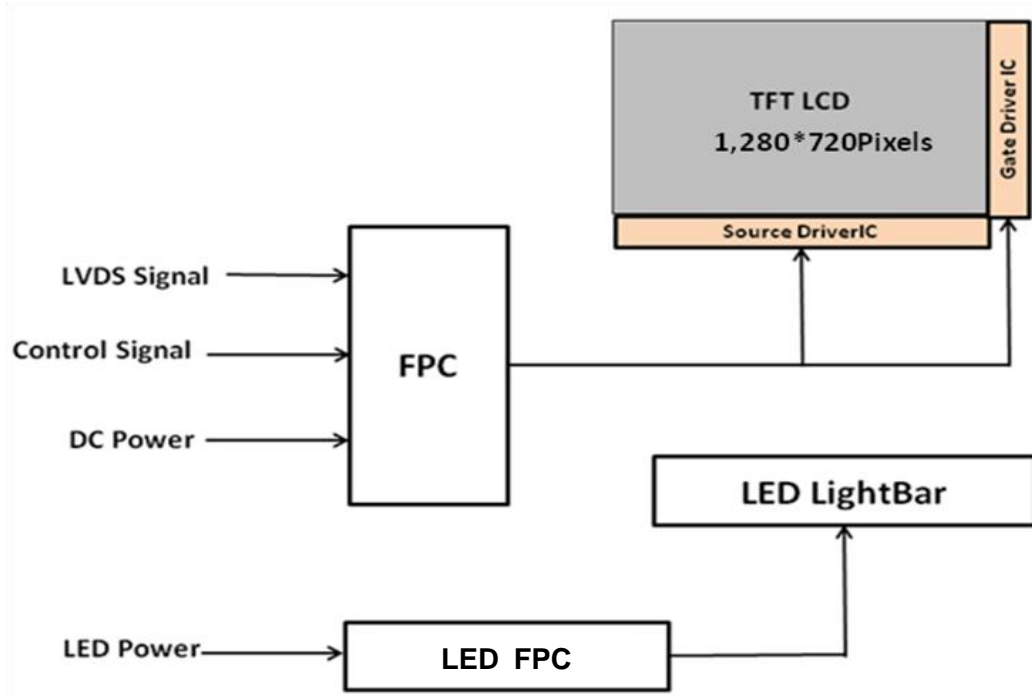 TFT LCD
1,280*720Pixels
Gate Driver IC
Source DriverIC
LVDS Signal
Control Signal
FPC
DC Power
LED LightBar
LED Power
LED FPC